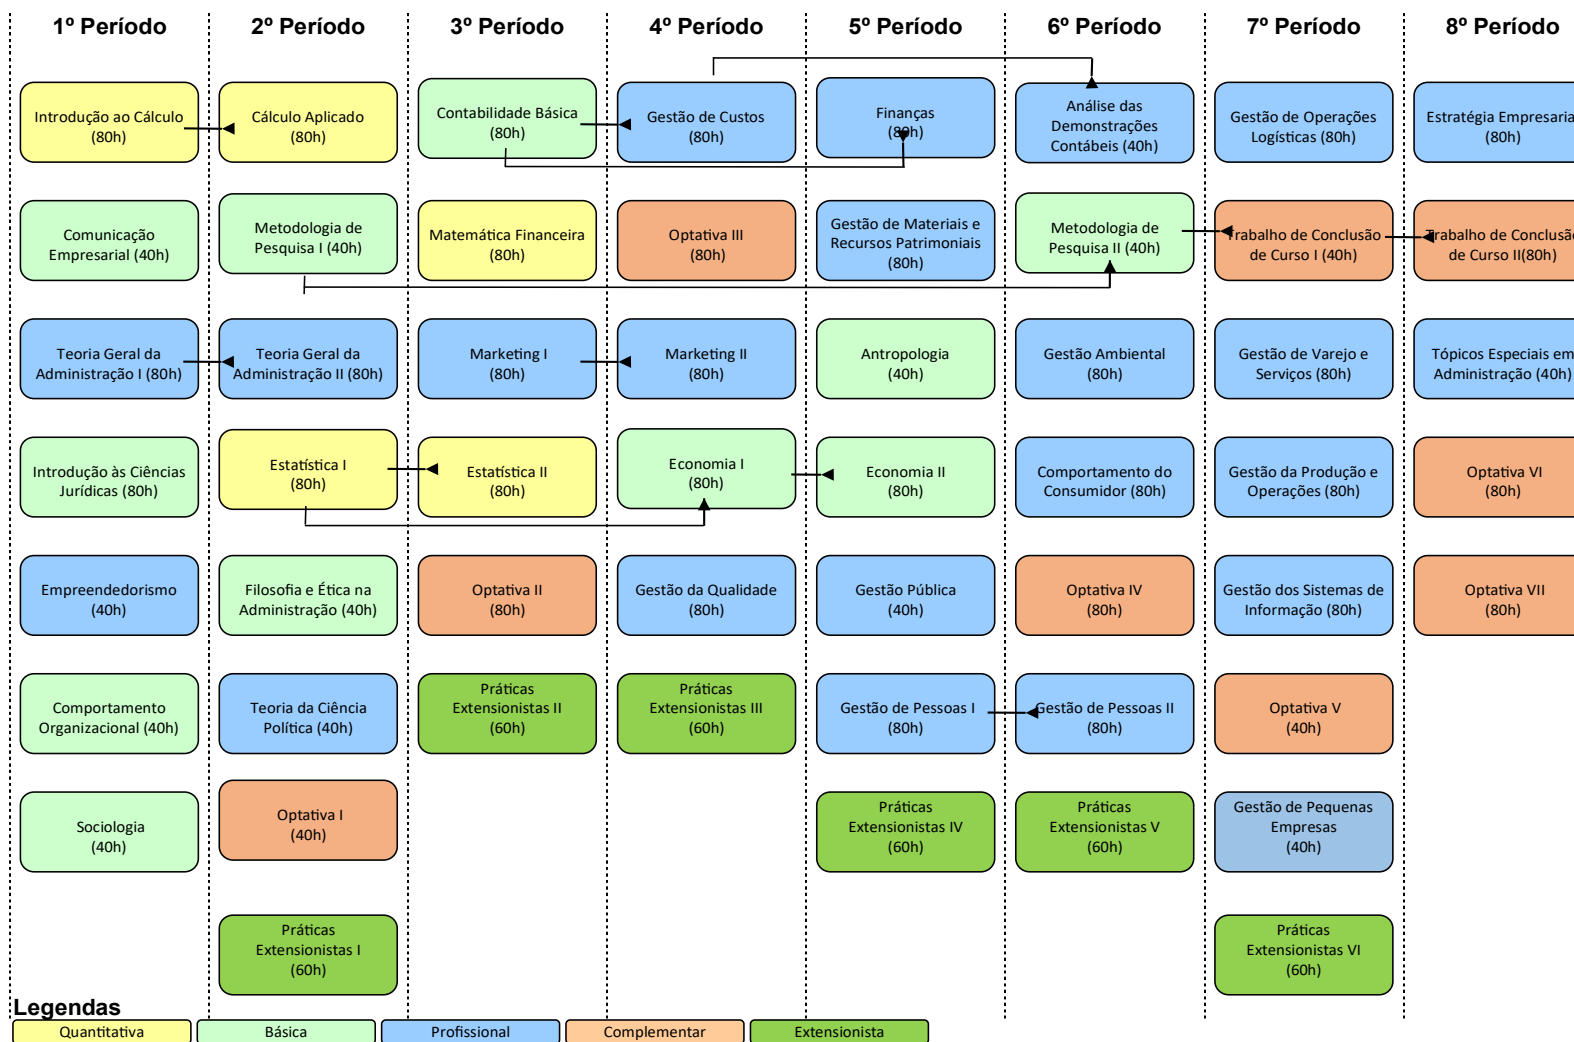 1º Período
2º Período
3º Período
4º Período
5º Período
6º Período
7º Período
8º Período
Introdução ao Cálculo
(80h)
Cálculo Aplicado
(80h)
Contabilidade Básica
(80h)
Gestão de Custos
(80h)
Finanças
(80h)
Análise das
Demonstrações
Contábeis (40h)
Gestão de Operações
Logísticas (80h)
Estratégia Empresaria
(80h)
Comunicação
Empresarial (40h)
Metodologia de
Pesquisa I (40h)
Matemática Financeira
(80h)
Optativa III
(80h)
Gestão de Materiais e
Recursos Patrimoniais
(80h)
Metodologia de
Pesquisa II (40h)
Trabalho de Conclusão
de Curso I (40h)
Trabalho de Conclusão
de Curso II(80h)
Teoria Geral da
Administração I (80h)
Teoria Geral da
Administração II (80h)
Marketing I
(80h)
Marketing II
(80h)
Antropologia
(40h)
Gestão Ambiental
(80h)
Gestão de Varejo e
Serviços (80h)
Tópicos Especiais em
Administração (40h)
Introdução às Ciências
Jurídicas (80h)
Estatística I
(80h)
Estatística II
(80h)
Economia I
(80h)
Economia II
(80h)
Comportamento do
Consumidor (80h)
Gestão da Produção e
Operações (80h)
Optativa VI
(80h)
Empreendedorismo
(40h)
Filosofia e Ética na
Administração (40h)
Optativa II
(80h)
Gestão da Qualidade
(80h)
Gestão Pública
(40h)
Optativa IV
(80h)
Gestão dos Sistemas de
Informação (80h)
Optativa VII
(80h)
Comportamento
Organizacional (40h)
Teoria da Ciência
Política (40h)
Práticas
Extensionistas II
(60h)
Práticas
Extensionistas III
(60h)
Gestão de Pessoas I
(80h)
Gestão de Pessoas II
(80h)
Optativa V
(40h)
Sociologia
(40h)
Optativa I
(40h)
Práticas
Extensionistas IV
(60h)
Práticas
Extensionistas V
(60h)
Gestão de Pequenas
Empresas
(40h)
Práticas
Extensionistas I
(60h)
Práticas
Extensionistas VI
(60h)
Legendas
Quantitativa
Básica
Profissional
Complementar
Extensionista